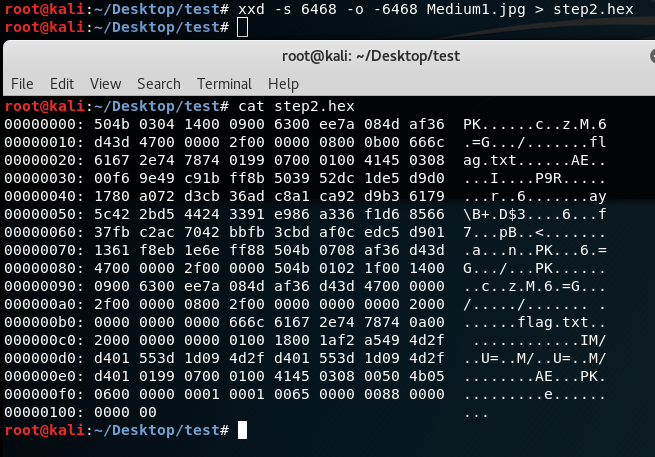 root@kali:~/Desktop/test# xxd -s 6468 -o -6468 Medium1.jpg > step2.hex
root@kali:~/Desktop/test#
root@kali: ~/Desktop/test
File Edit View Search Terminal Help
root@kali:~/Desktop/test# cat step2.hex
00000000: 504b 0304 1400 0900 6300 ee7a 084d af36  PK......c..z.M.6
00000010: d43d 4700 0000 2f00 0000 0800 0b00 666c  .=G.../.......fl
00000020: 6167 2e74 7874 0199 0700 0100 4145 0308  ag.txt......AE..
00000030: 00f6 9e49 c91b ff8b 5039 52dc 1de5 d9d0  ...I....P9R.....
00000040: 1780 a072 d3cb 36ad c8a1 ca92 d9b3 6179  ...r..6.......ay
00000050: 5c42 2bd5 4424 3391 e986 a336 f1d6 8566  \B+.D$3....6...f
00000060: 37fb c2ac 7042 bbfb 3cbd af0c edc5 d901  7...pB..<.......
00000070: 1361 f8eb 1e6e ff88 504b 0708 af36 d43d  .a...n..PK...6.=
00000080: 4700 0000 2f00 0000 504b 0102 1f00 1400  G.../...PK......
00000090: 0900 6300 ee7a 084d af36 d43d 4700 0000  ..c..z.M.6.=G...
000000a0: 2f00 0000 0800 2f00 0000 0000 0000 2000  /...../....... .
000000b0: 0000 0000 0000 666c 6167 2e74 7874 0a00  ......flag.txt..
000000c0: 2000 0000 0000 0100 1800 1af2 a549 4d2f   ............IM/
000000d0: d401 553d 1d09 4d2f d401 553d 1d09 4d2f  ..U=..M/..U=..M/
000000e0: d401 0199 0700 0100 4145 0308 0050 4b05  ........AE...PK.
000000f0: 0600 0000 0001 0001 0065 0000 0088 0000  .........e......
00000100: 0000 00  ...
root@kali:~/Desktop/test#